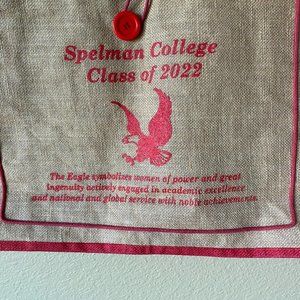 Spelman College
Class of 2022
The Eagle symbolizes women of power and great
ingenuity actively engaged in academic excellence
and national and global service with noble achievements.